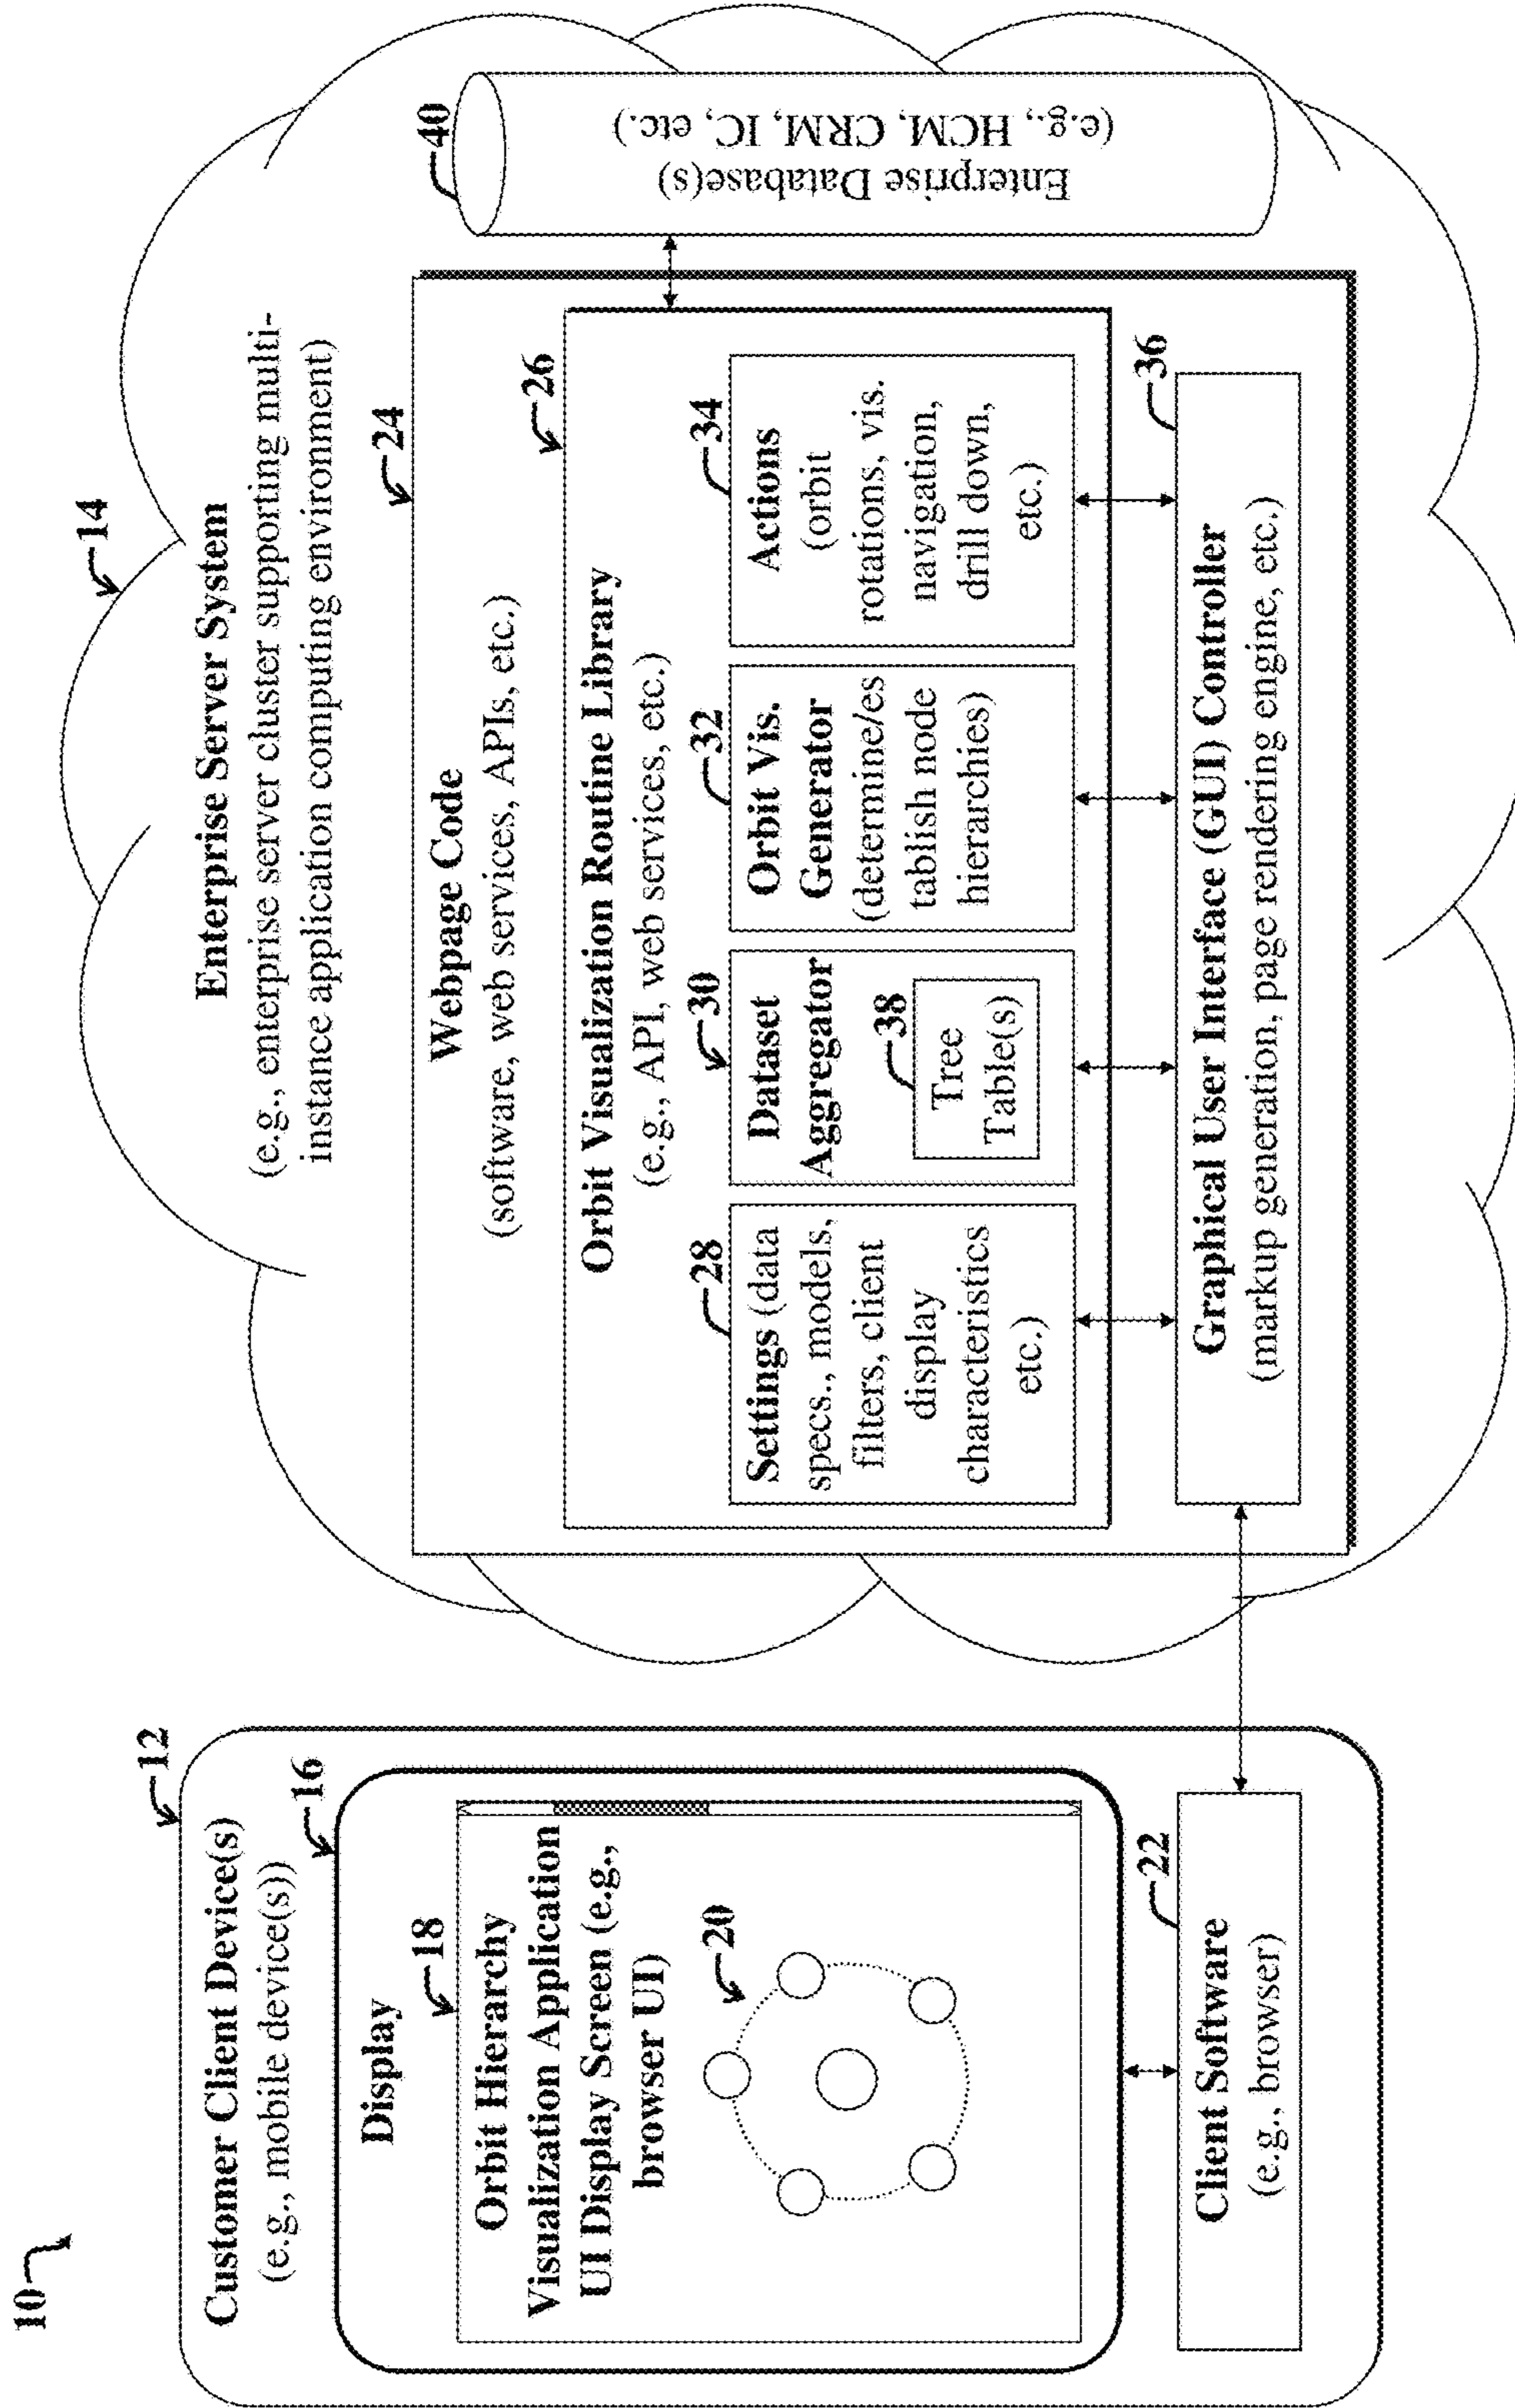 10
12
Customer Client Device(s)
(e.g., mobile device(s))
16
Display
18
Orbit Hierarchy
Visualization Application
UI Display Screen (e.g.,
browser UI)
20
22
Client Software
(e.g., browser)
14
Enterprise Server System
(e.g., enterprise server cluster supporting multi-
instance application computing environment)
24
Webpage Code
(software, web services, APIs, etc.)
26
Orbit Visualization Routine Library
(e.g., API, web services, etc.)
28
Settings (data
specs., models,
filters, client
display
characteristics
etc.)
30
Dataset
Aggregator
38
Tree
Table(s)
32
Orbit Vis.
Generator
(determine/es
tablish node
hierarchies)
34
Actions
(orbit
rotations, vis.
navigation,
drill down,
etc.)
36
Graphical User Interface (GUI) Controller
(markup generation, page rendering engine, etc.)
40
Enterprise Database(s)
(e.g., HCM, CRM, IC, etc.)